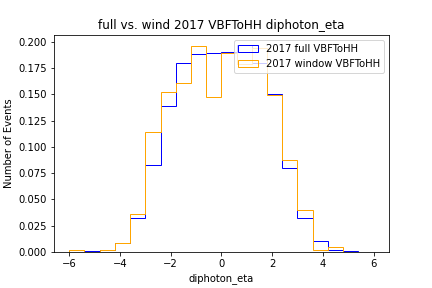 full vs. wind 2017 VBFToHH diphoton_eta
2017 full VBFToHH
2017 window VBFToHH
Number of Events
0.200
0.175
0.150
0.125
0.100
0.075
0.050
0.025
0.000
−6 −4 −2 0 2 4 6
diphoton_eta